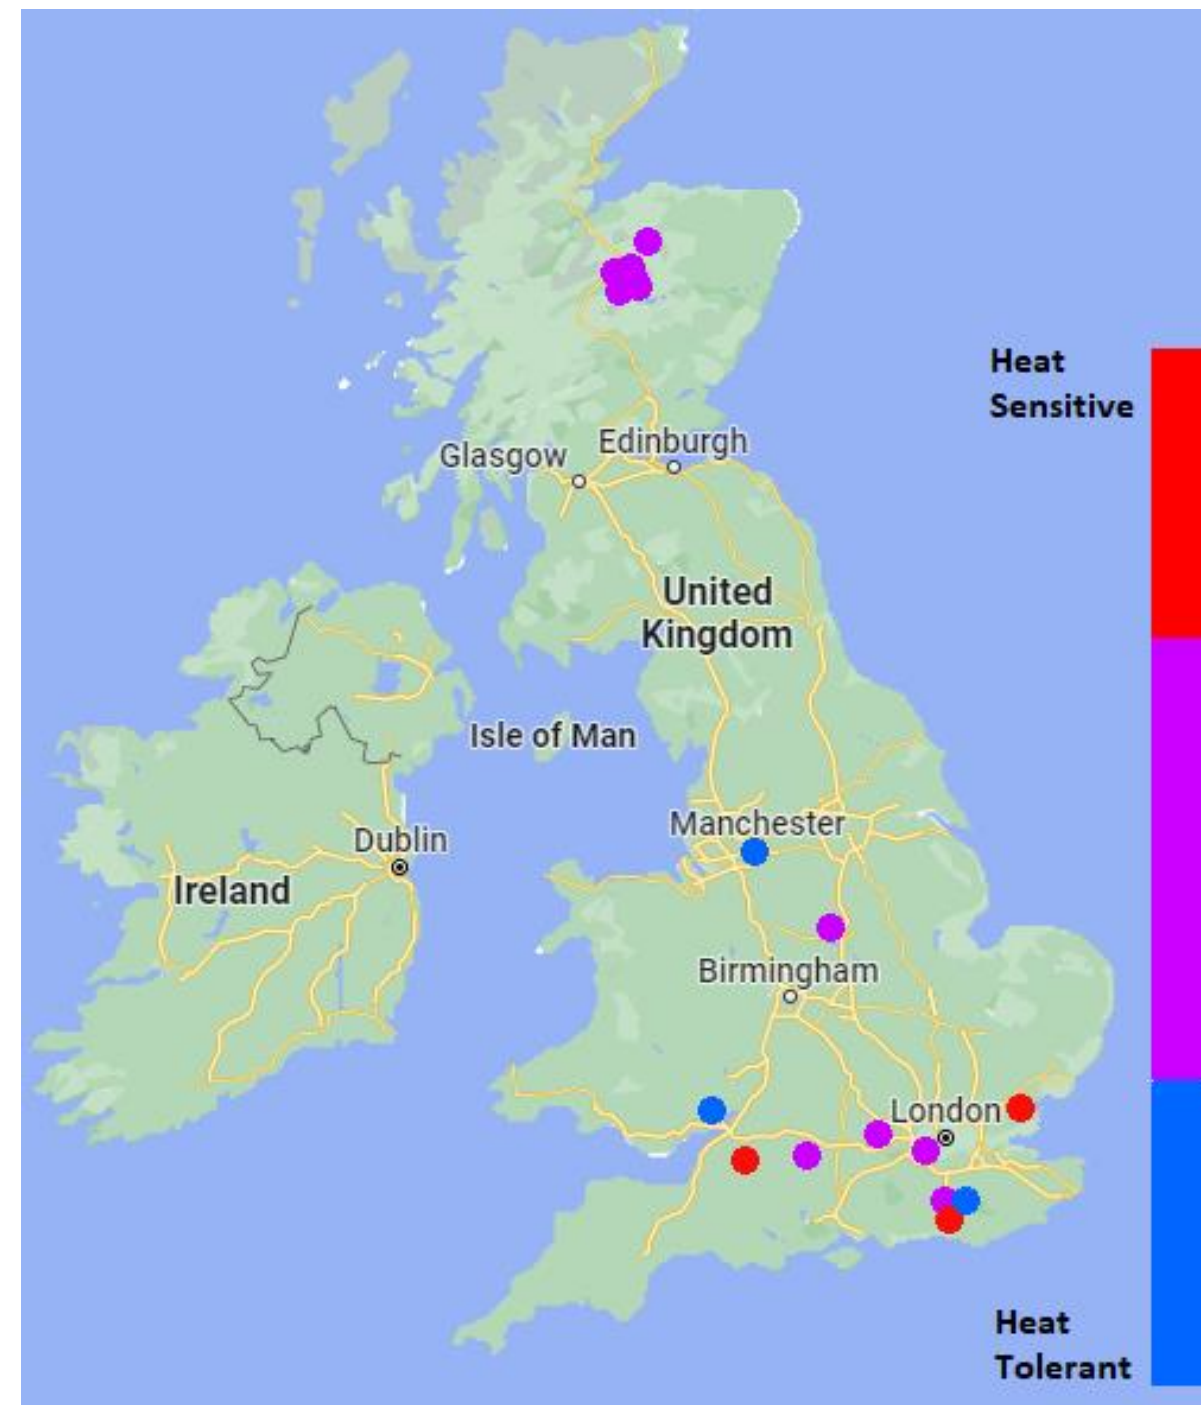 Heat
Sensitive
Glasgow
Edinburgh
United
Kingdom
Isle of Man
Manchester
Dublin
Ireland
Birmingham
London
Heat
Tolerant